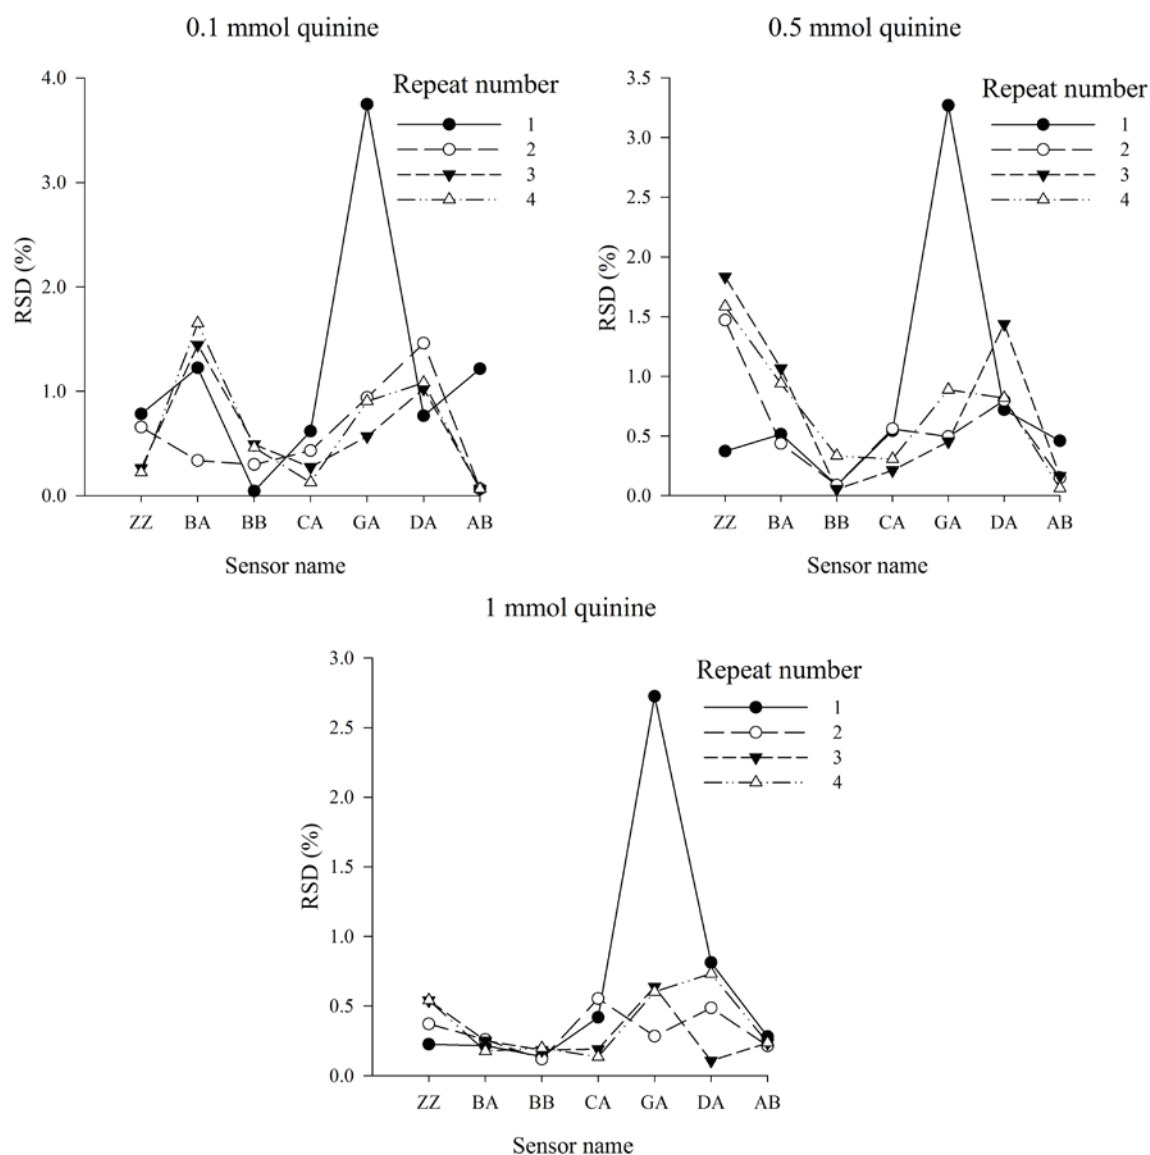 0.1 mmol quinine
4.0
3.0
2.0
1.0
0.0
RSD (%)
Repeat number
1
2
3
4
ZZ BA BB CA GA DA AB
Sensor name
0.5 mmol quinine
3.5
3.0
2.5
2.0
1.5
1.0
0.5
0.0
RSD (%)
Repeat number
1
2
3
4
ZZ BA BB CA GA DA AB
Sensor name
1 mmol quinine
3.0
2.5
2.0
1.5
1.0
0.5
0.0
RSD (%)
Repeat number
1
2
3
4
ZZ BA BB CA GA DA AB
Sensor name